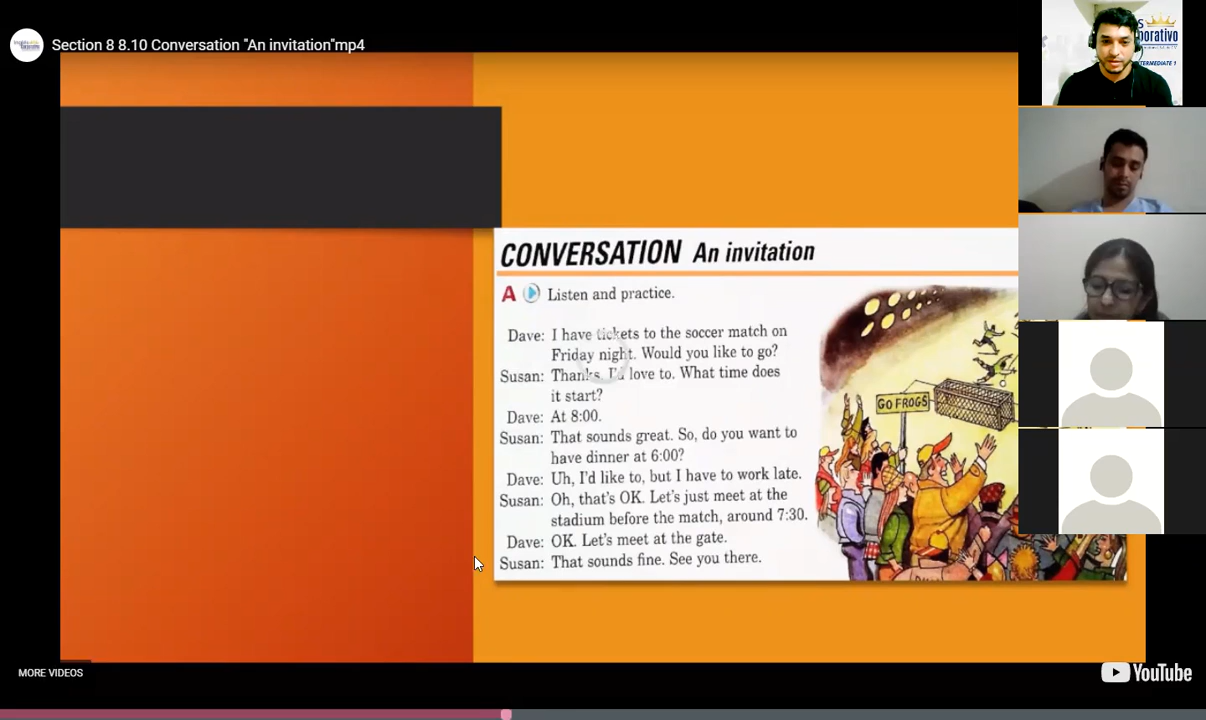 Section 8 8.10 Conversation "An invitation"mp4
CONVERSATION An invitation
A Listen and practice.
Dave: I have tickets to the soccer match on
Friday night. Would you like to go?
Susan: Thanks. I'd love to. What time does
it start?
Dave: At 8:00.
Susan: That sounds great. So, do you want to
have dinner at 6:00?
Dave: Uh, I'd like to, but I have to work late.
Susan: Oh, that's OK. Let's just meet at the
stadium before the match, around 7:30.
Dave: OK. Let's meet at the gate.
Susan: That sounds fine. See you there.
GO FROGS
MORE VIDEOS
YouTube